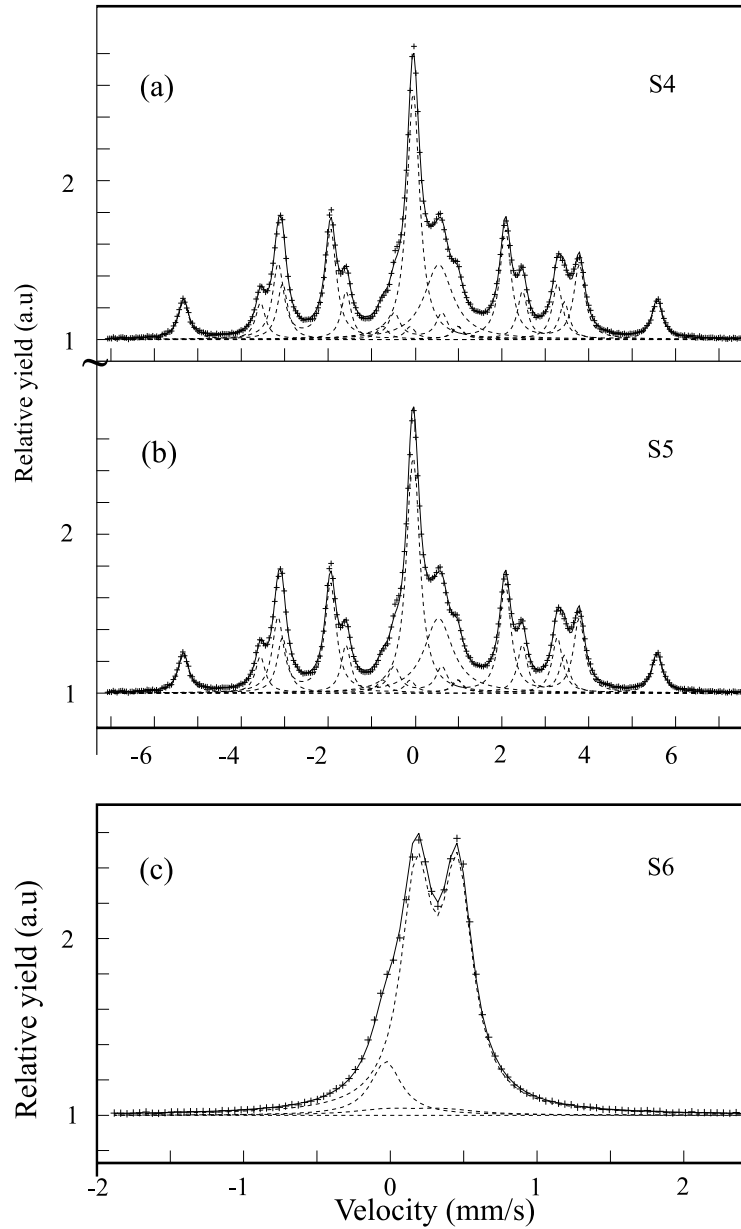 (a)
S4
2
1
Relative yield (a.u)
~
(b)
S5
2
1
-6 -4 -2 0 2 4 6
(c)
S6
2
1
Relative yield (a.u)
-2 -1 0 1 2
Velocity (mm/s)